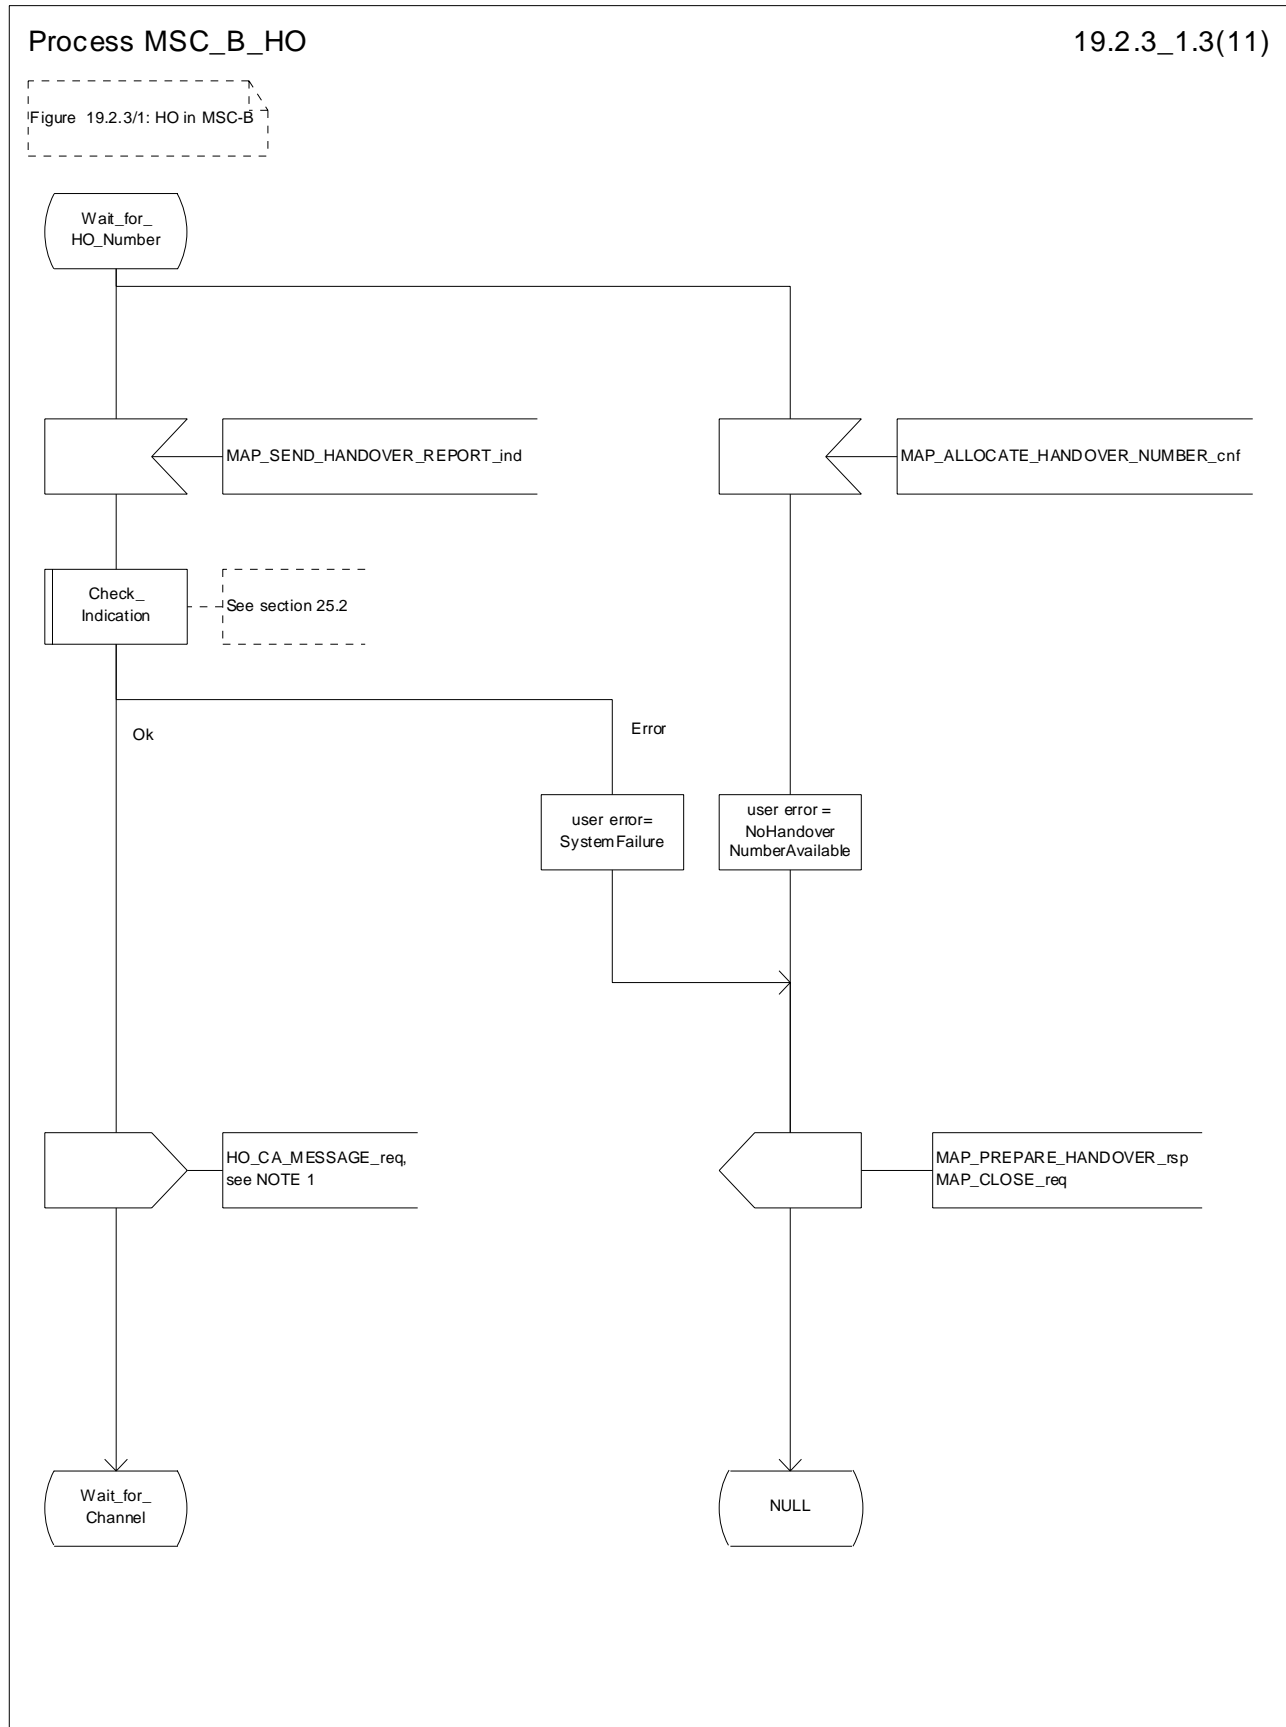 Process MSC_B_HO
19.2.3_1.3(11)
Figure 19.2.3/1: HO in MSC-B
Wait_for_
HO_Number
MAP_SEND_HANDOVER_REPORT_ind
MAP_ALLOCATE_HANDOVER_NUMBER_cnf
Check_
Indication
See section 25.2
Ok
Error
user error=
SystemFailure
user error =
NoHandover
NumberAvailable
HO_CA_MESSAGE_req,
see NOTE 1
MAP_PREPARE_HANDOVER_rsp
MAP_CLOSE_req
Wait_for_
Channel
NULL